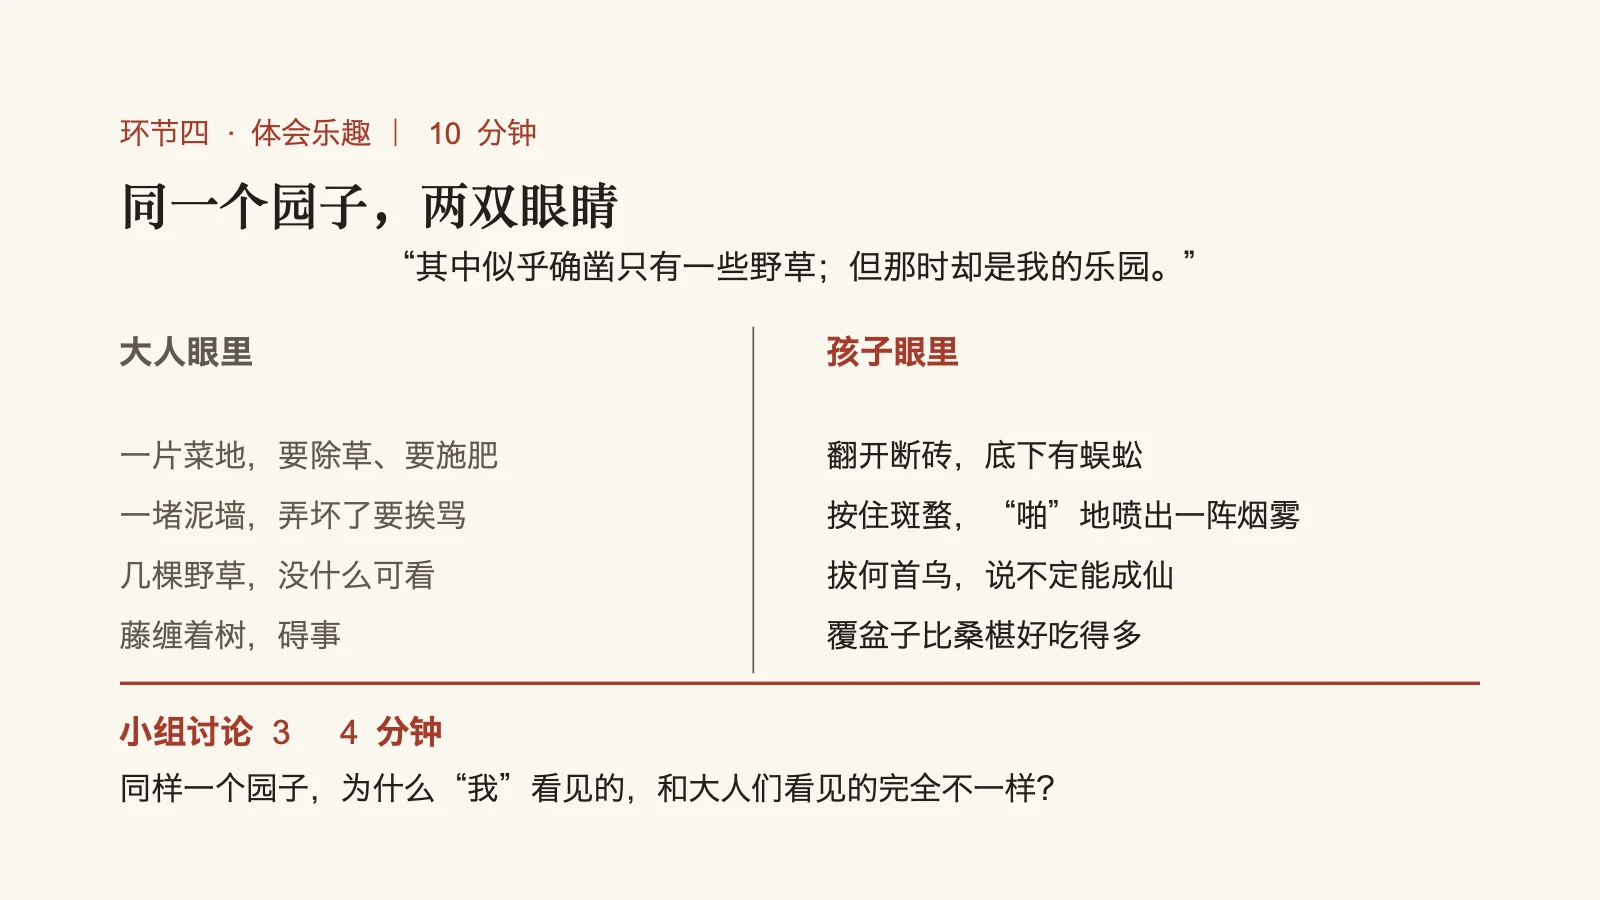 环节四 · 体会乐趣｜ 10 分钟
同一个园子，两双眼睛
“其中似乎确凿只有一些野草；但那时却是我的乐园。”
大人眼里
一片菜地，要除草、要施肥
一堵泥墙，弄坏了要挨骂
几棵野草，没什么可看
藤缠着树，碍事
孩子眼里
翻开断砖，底下有蜈蚣
按住斑蝥，“啪”地喷出一阵烟雾
拔何首乌，说不定能成仙
覆盆子比桑椹好吃得多
小组讨论 3 4 分钟
同样一个园子，为什么“我”看见的，和大人们看见的完全不一样？